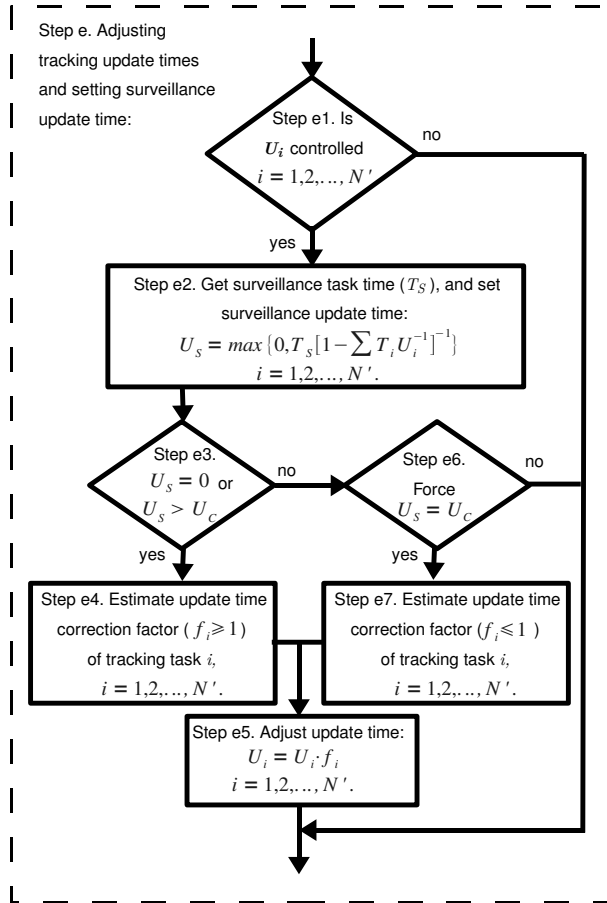 Step e. Adjusting
tracking update times
and setting surveillance
update time:
Step e1. Is
U_i controlled
i = 1,2,..., N '
no
yes
Step e2. Get surveillance task time (T_S), and set
surveillance update time:
U_S = max {0,T_S[1−∑ T_i U_i^{-1}]^{-1}}
i = 1,2,..., N '.
Step e3.
U_S = 0 or
U_S > U_C
no
yes
Step e6.
Force
U_S = U_C
no
yes
Step e4. Estimate update time
correction factor ( f_i ≥ 1 )
of tracking task i,
i = 1,2,..., N '.
Step e7. Estimate update time
correction factor ( f_i ≤ 1 )
of tracking task i,
i = 1,2,..., N '.
Step e5. Adjust update time:
U_i = U_i · f_i
i = 1,2,..., N '.